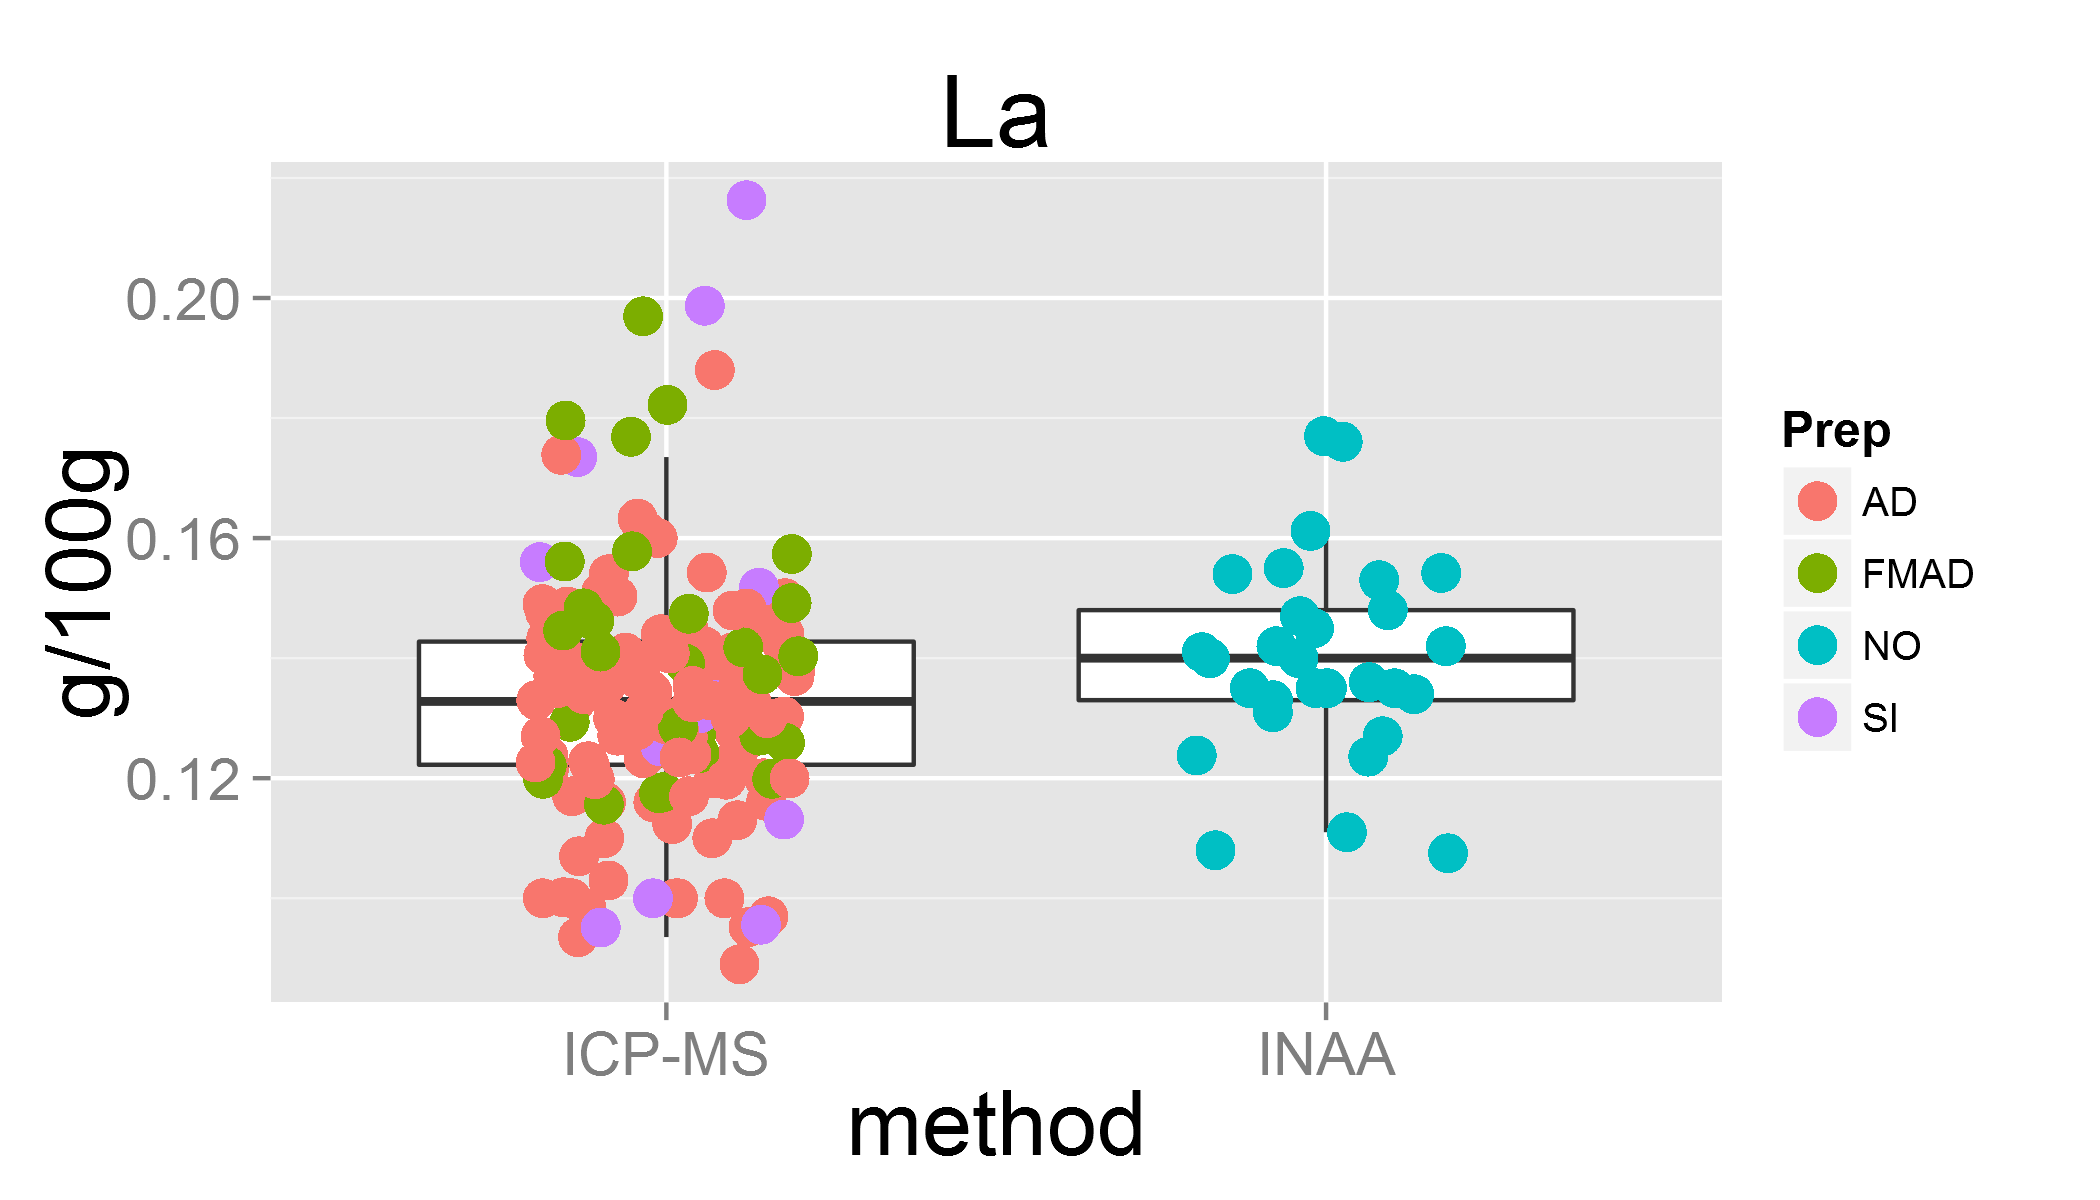 La
g/100g
0.20
0.16
0.12
ICP-MS
INAA
method
Prep
AD
FMAD
NO
SI